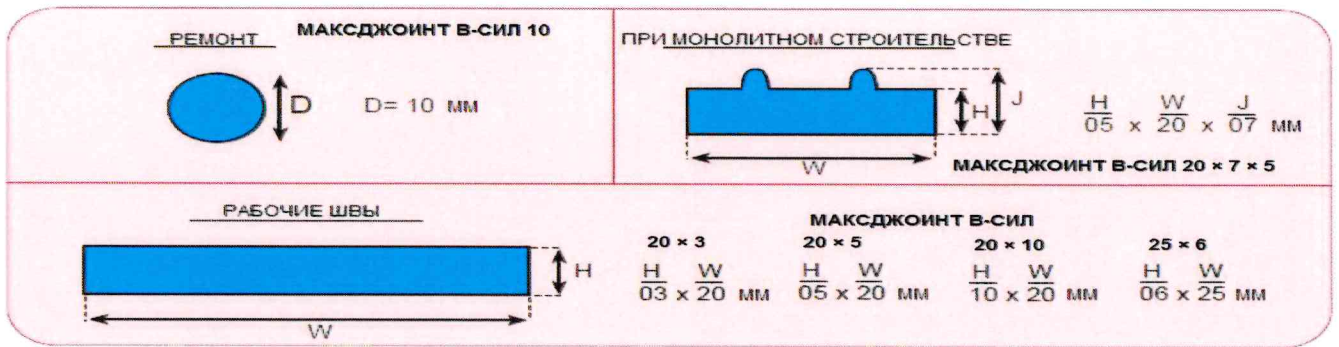 РЕМОНТ
МАКСДЖОИНТ В-СИЛ 10
D
D= 10 мм
ПРИ МОНОЛИТНОМ СТРОИТЕЛЬСТВЕ
H
J
W
H W J
05 x 20 x 07 мм
МАКСДЖОИНТ В-СИЛ 20 × 7 × 5
РАБОЧИЕ ШВЫ
H
W
МАКСДЖОИНТ В-СИЛ
20 × 3 20 × 5 20 × 10 25 × 6
H W H W H W H W
03 x 20 мм 05 x 20 мм 10 x 20 мм 06 x 25 мм